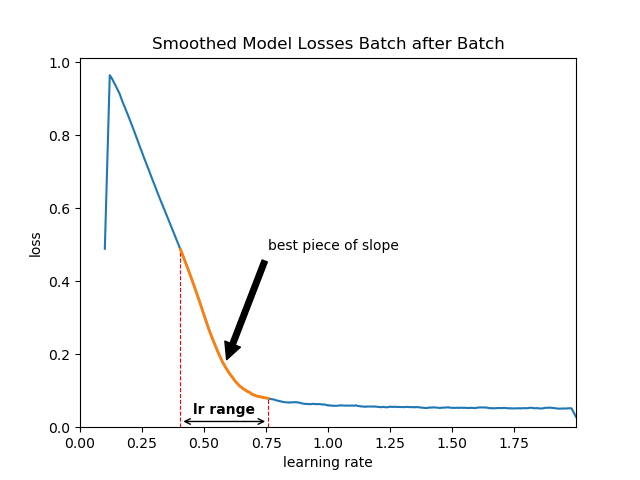 Smoothed Model Losses Batch after Batch
1.0
0.8
0.6
0.4
0.2
0.0
loss
best piece of slope
lr range
0.00 0.25 0.50 0.75 1.00 1.25 1.50 1.75
learning rate